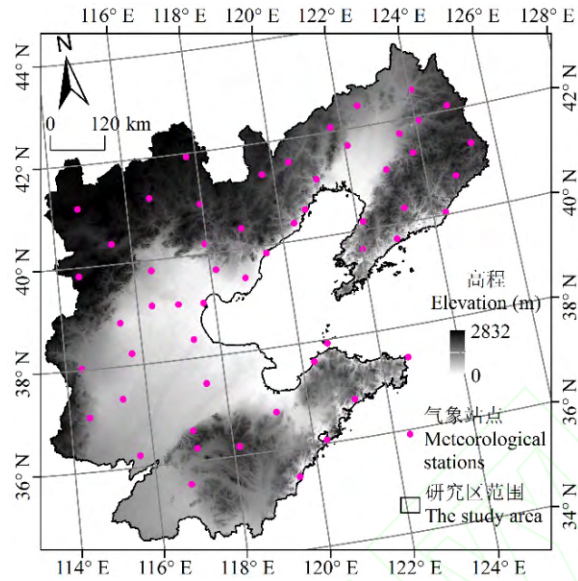 116° E 118° E 120° E 122° E 124° E 126° E
N
44° N
42° N
40° N
38° N
36° N
42° N
40° N
38° N
36° N
34° N
0 120 km
高程
Elevation (m)
2832
0
气象站点
Meteorological
stations
研究区范围
The study area
114° E 116° E 118° E 120° E 122° E 124° E